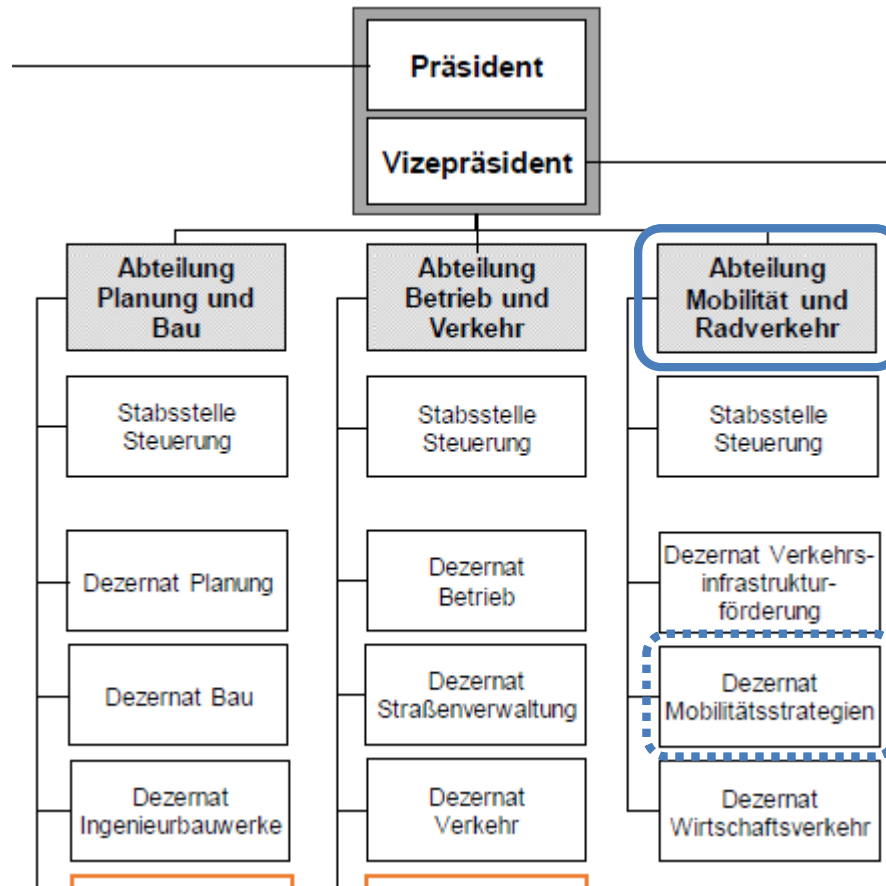 Präsident
Vizepräsident
Abteilung
Planung und
Bau
Stabsstelle
Steuerung
Dezernat Planung
Dezernat Bau
Dezernat
Ingenieurbauwerke
Abteilung
Betrieb und
Verkehr
Stabsstelle
Steuerung
Dezernat
Betrieb
Dezernat
Straßenverwaltung
Dezernat
Verkehr
Abteilung
Mobilität und
Radverkehr
Stabsstelle
Steuerung
Dezernat Verkehrs-
infrastruktur-
förderung
Dezernat
Mobilitätsstrategien
Dezernat
Wirtschaftsverkehr